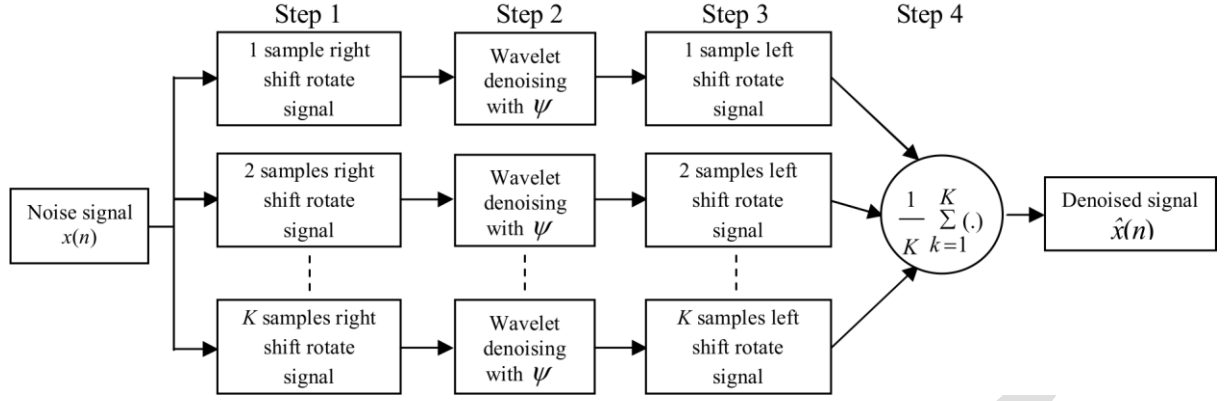 Step 1
Step 2
Step 3
Step 4
1 sample right
shift rotate
signal
Wavelet
denoising
with ψ
1 sample left
shift rotate
signal
Noise signal
x(n)
2 samples right
shift rotate
signal
Wavelet
denoising
with ψ
2 samples left
shift rotate
signal
K samples right
shift rotate
signal
Wavelet
denoising
with ψ
K samples left
shift rotate
signal
1/K K Σ (.) k=1
Denoised signal
x̂(n)